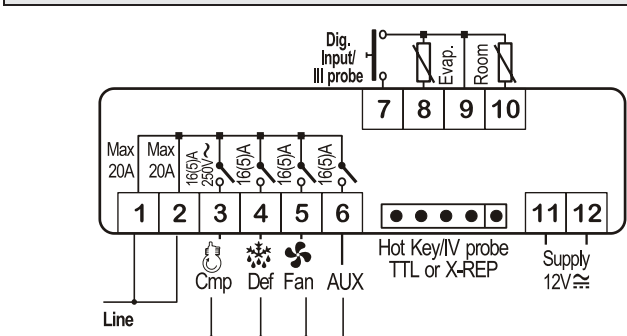 Dig.
Input/
III probe
Evap.
Room
7 8 9 10
Max
20A
Max
20A
16(5)A
250V~
16(5)A
16(5)A
16(5)A
1 2 3 4 5 6
11 12
Cmp Def Fan AUX
Hot Key/IV probe
TTL or X-REP
Supply
12V≂
Line